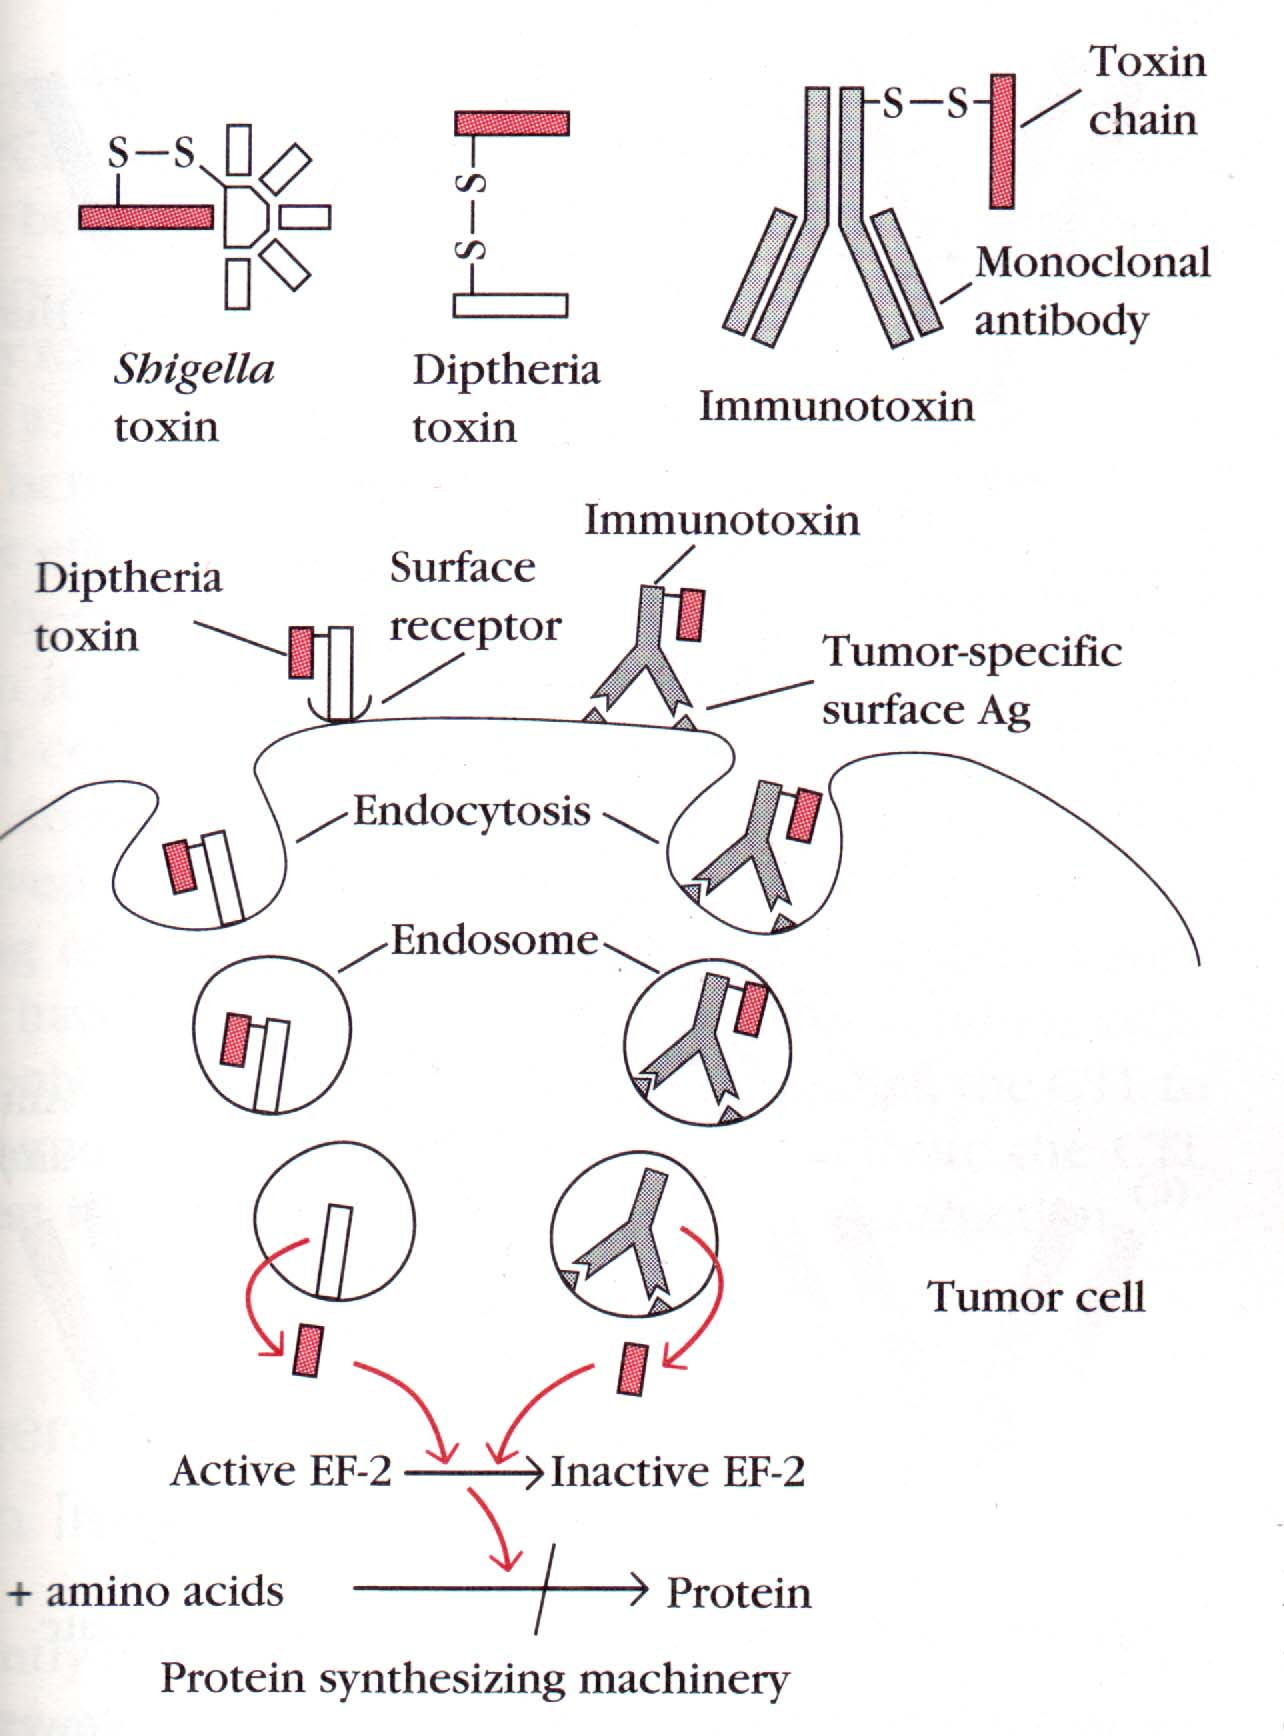 Toxin
chain
S–S
S–S
S
S
Monoclonal
antibody
Shigella
toxin
Diptheria
toxin
Immunotoxin
Immunotoxin
Diptheria
toxin
Surface
receptor
Tumor-specific
surface Ag
Endocytosis
Endosome
Tumor cell
Active EF-2
Inactive EF-2
+ amino acids
Protein
Protein synthesizing machinery